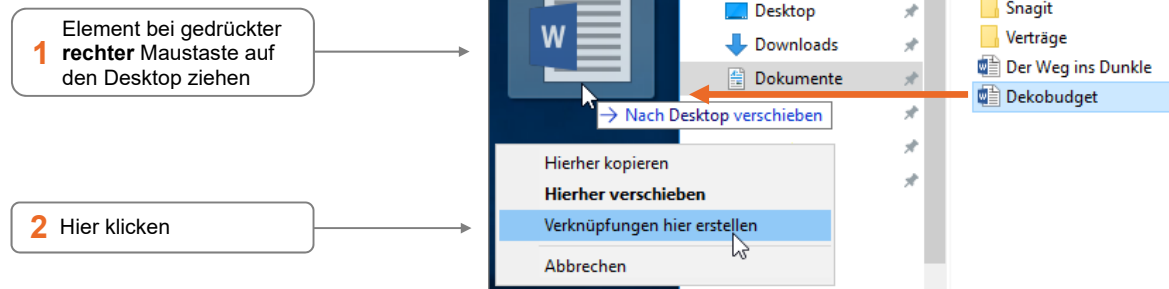 1
Element bei gedrückter
rechter Maustaste auf
den Desktop ziehen
W
Desktop
Downloads
Dokumente
Snagit
Verträge
Der Weg ins Dunkle
Dekobudget
→ Nach Desktop verschieben
Hierher kopieren
Hierher verschieben
Verknüpfungen hier erstellen
Abbrechen
2 Hier klicken